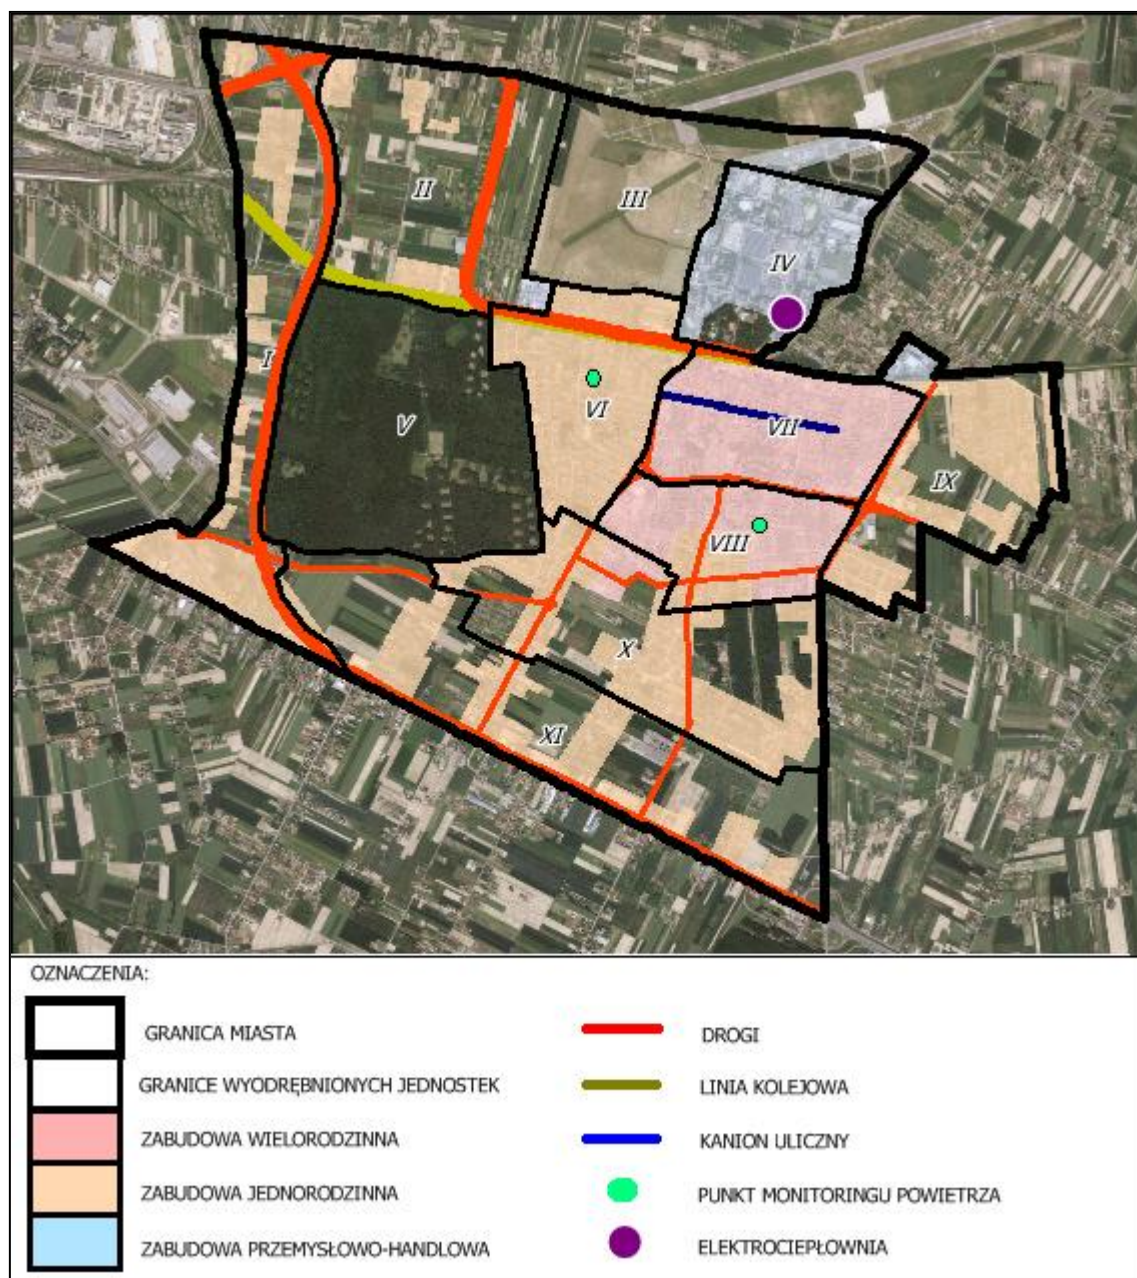 II
III
IV
I
V
VI
VII
IX
VIII
X
XI
OZNACZENIA:
GRANICA MIASTA
GRANICE WYODRĘBNIONYCH JEDNOSTEK
ZABUDOWA WIELORODZINNA
ZABUDOWA JEDNORODZINNA
ZABUDOWA PRZEMYSŁOWO-HANDLOWA
DROGI
LINIA KOLEJOWA
KANION ULICZNY
PUNKT MONITORINGU POWIETRZA
ELEKTROCIEPŁOWNIA